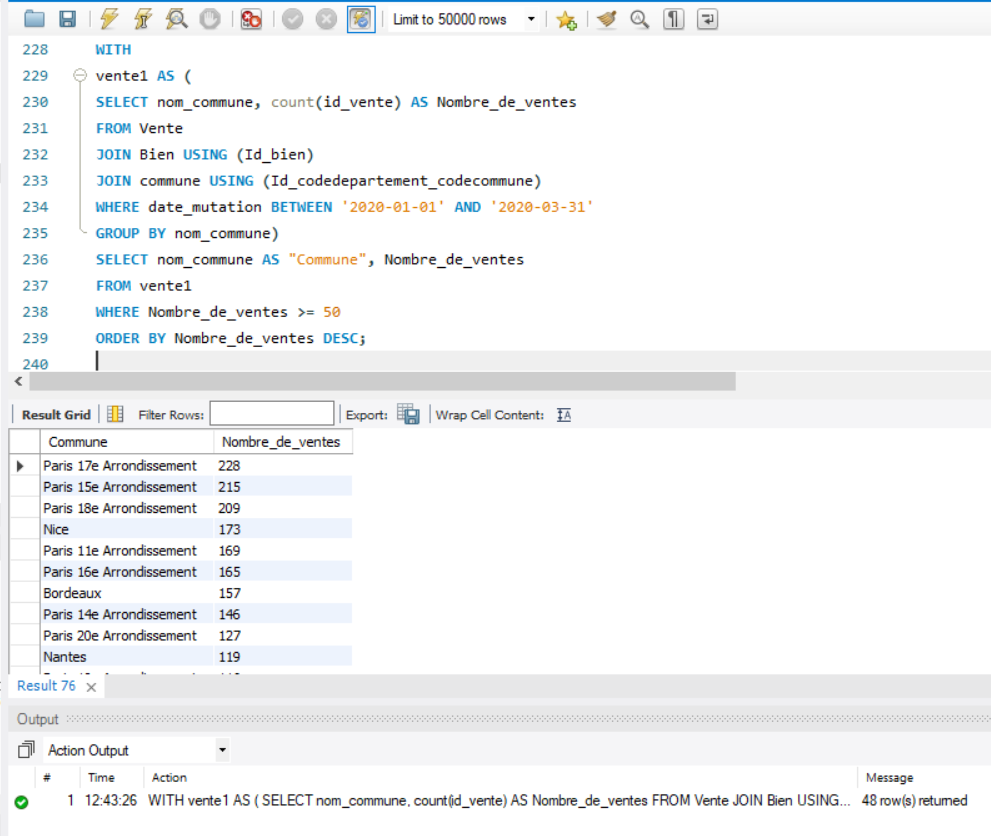 Limit to 50000 rows
228 WITH
229 vente1 AS (
230 SELECT nom_commune, count(id_vente) AS Nombre_de_ventes
231 FROM Vente
232 JOIN Bien USING (Id_bien)
233 JOIN commune USING (Id_codedepartement_codecommune)
234 WHERE date_mutation BETWEEN '2020-01-01' AND '2020-03-31'
235 GROUP BY nom_commune)
236 SELECT nom_commune AS "Commune", Nombre_de_ventes
237 FROM vente1
238 WHERE Nombre_de_ventes >= 50
239 ORDER BY Nombre_de_ventes DESC;
240
Result Grid Filter Rows: Export: Wrap Cell Content:
Commune Nombre_de_ventes
Paris 17e Arrondissement 228
Paris 15e Arrondissement 215
Paris 18e Arrondissement 209
Nice 173
Paris 11e Arrondissement 169
Paris 16e Arrondissement 165
Bordeaux 157
Paris 14e Arrondissement 146
Paris 20e Arrondissement 127
Nantes 119
Result 76
Output
Action Output
# Time Action Message
1 12:43:26 WITH vente1 AS ( SELECT nom_commune, count(id_vente) AS Nombre_de_ventes FROM Vente JOIN Bien USING... 48 row(s) returned